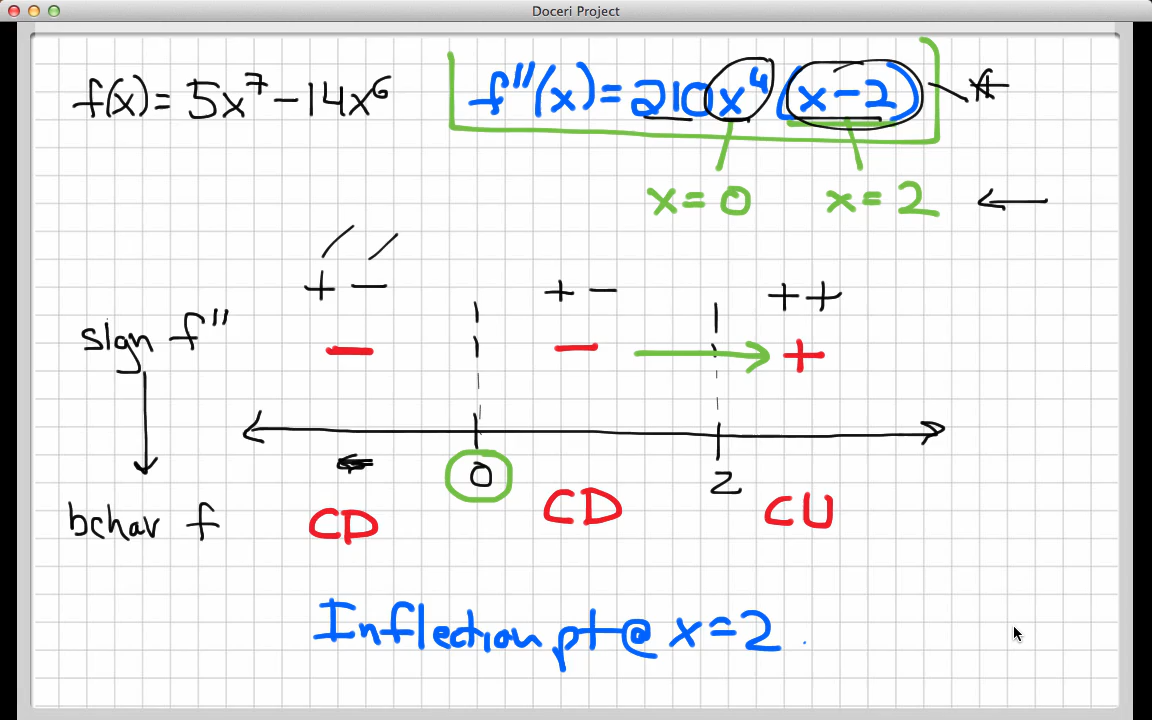 Doceri Project
f(x) = 5x⁷ − 14x⁶
f''(x) = 210x⁴(x−2)
x = 0 x = 2
+ − + − ++
sign f'' − − +
0 2
behav f CD CD CU
Inflection pt @ x=2.